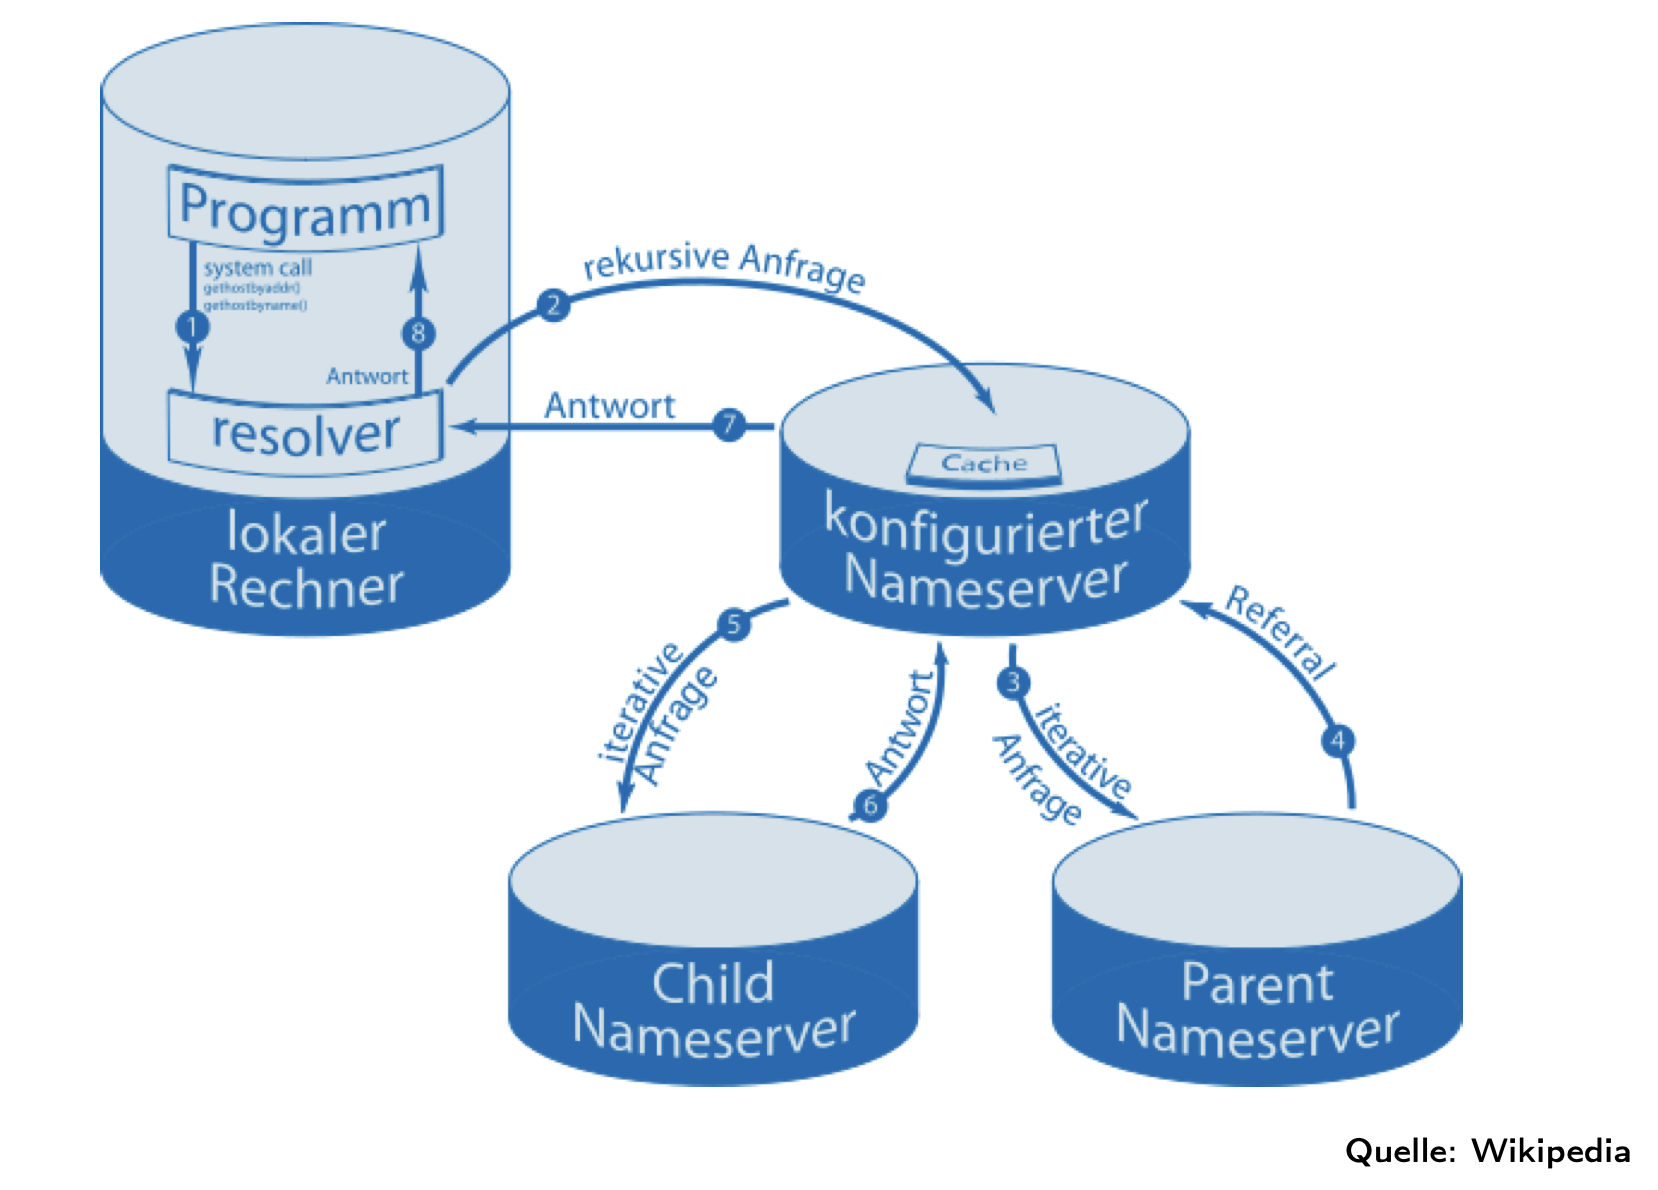 Programm
system call
gethostbyaddr()
gethostbyname()
1
8
Antwort
resolver
lokaler
Rechner
2
rekursive Anfrage
Antwort
7
Cache
konfigurierter
Nameserver
5
iterative
Anfrage
6
Antwort
3
iterative
Anfrage
Referral
4
Child
Nameserver
Parent
Nameserver
Quelle: Wikipedia